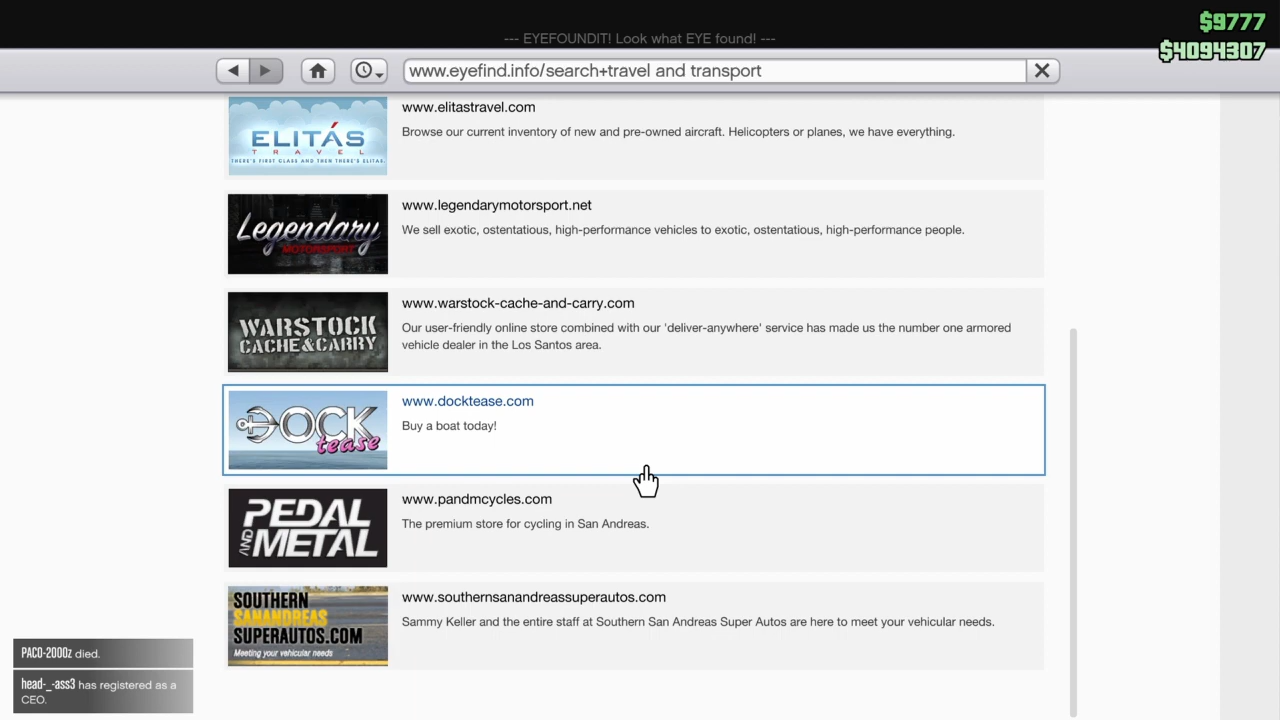 $9777
--- EYEFOUNDIT! Look what EYE found! ---
$4094307
www.eyefind.info/search+travel and transport
ELITÁS
TRAVEL
THERE'S FIRST CLASS AND THEN THERE'S ELITAS.
www.elitastravel.com
Browse our current inventory of new and pre-owned aircraft. Helicopters or planes, we have everything.
Legendary
MOTORSPORT
www.legendarymotorsport.net
We sell exotic, ostentatious, high-performance vehicles to exotic, ostentatious, high-performance people.
WARSTOCK
CACHE&CARRY
www.warstock-cache-and-carry.com
Our user-friendly online store combined with our 'deliver-anywhere' service has made us the number one armored
vehicle dealer in the Los Santos area.
DOCK
tease
www.docktease.com
Buy a boat today!
PEDAL
AND METAL
www.pandmcycles.com
The premium store for cycling in San Andreas.
SOUTHERN
SANANDREAS
SUPERAUTOS.COM
Meeting your vehicular needs
www.southernsanandreassuperautos.com
Sammy Keller and the entire staff at Southern San Andreas Super Autos are here to meet your vehicular needs.
PACO-2000z died.
head-_-ass3 has registered as a
CEO.